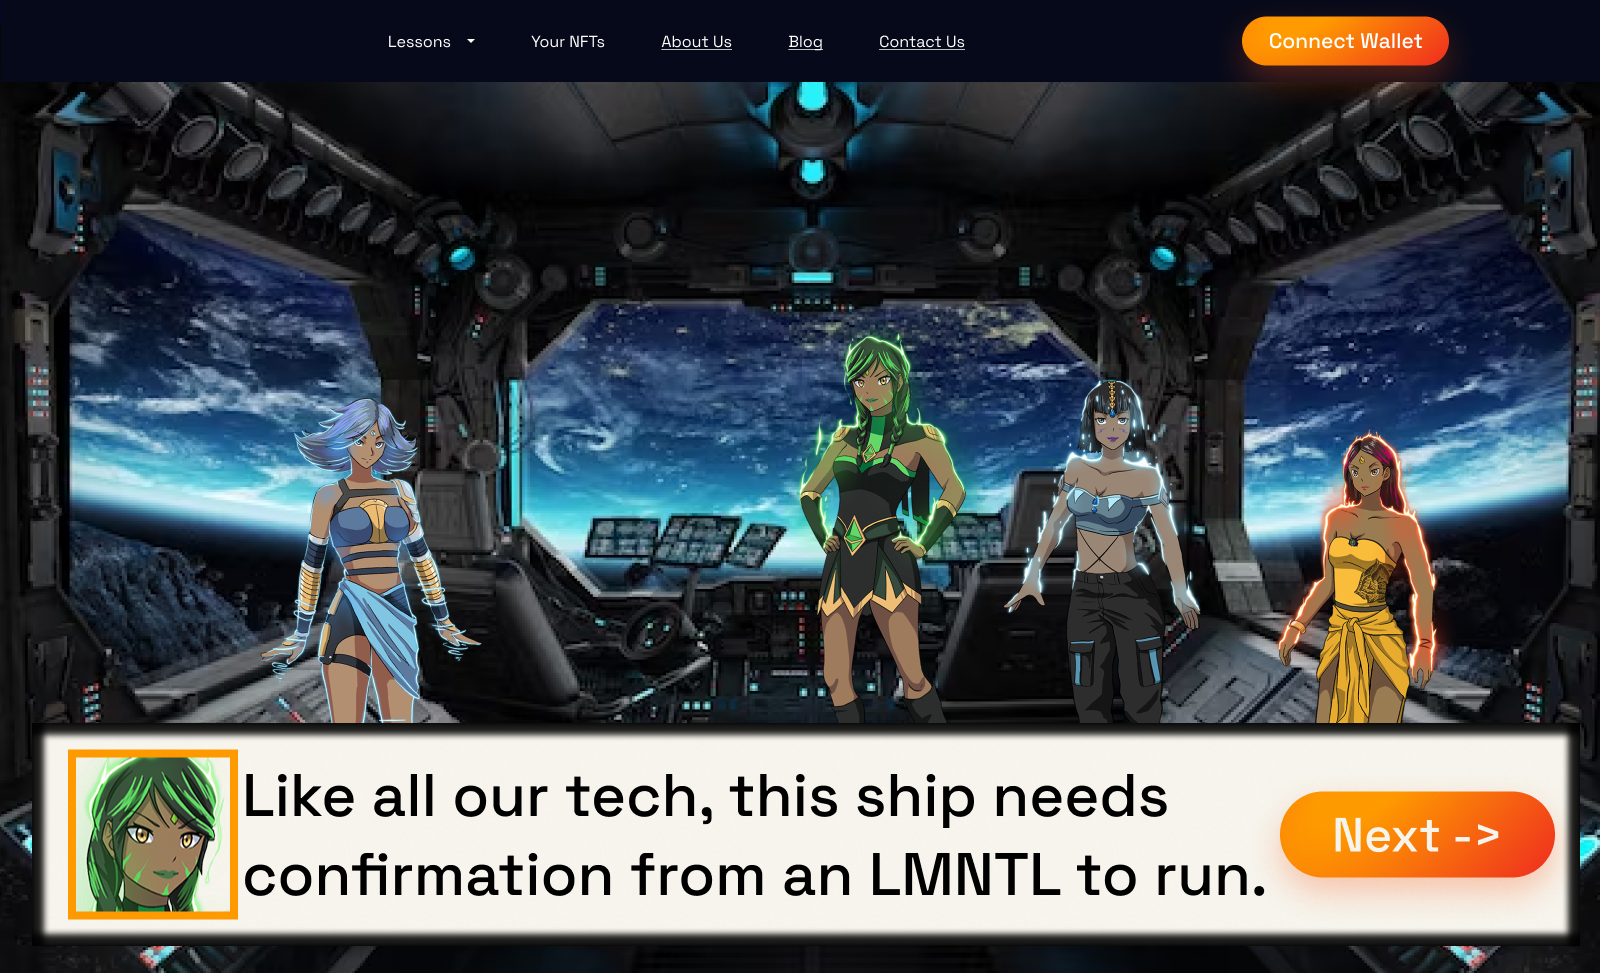 Lessons Your NFTs About Us Blog Contact Us Connect Wallet
Like all our tech, this ship needs
confirmation from an LMNTL to run.
Next ->